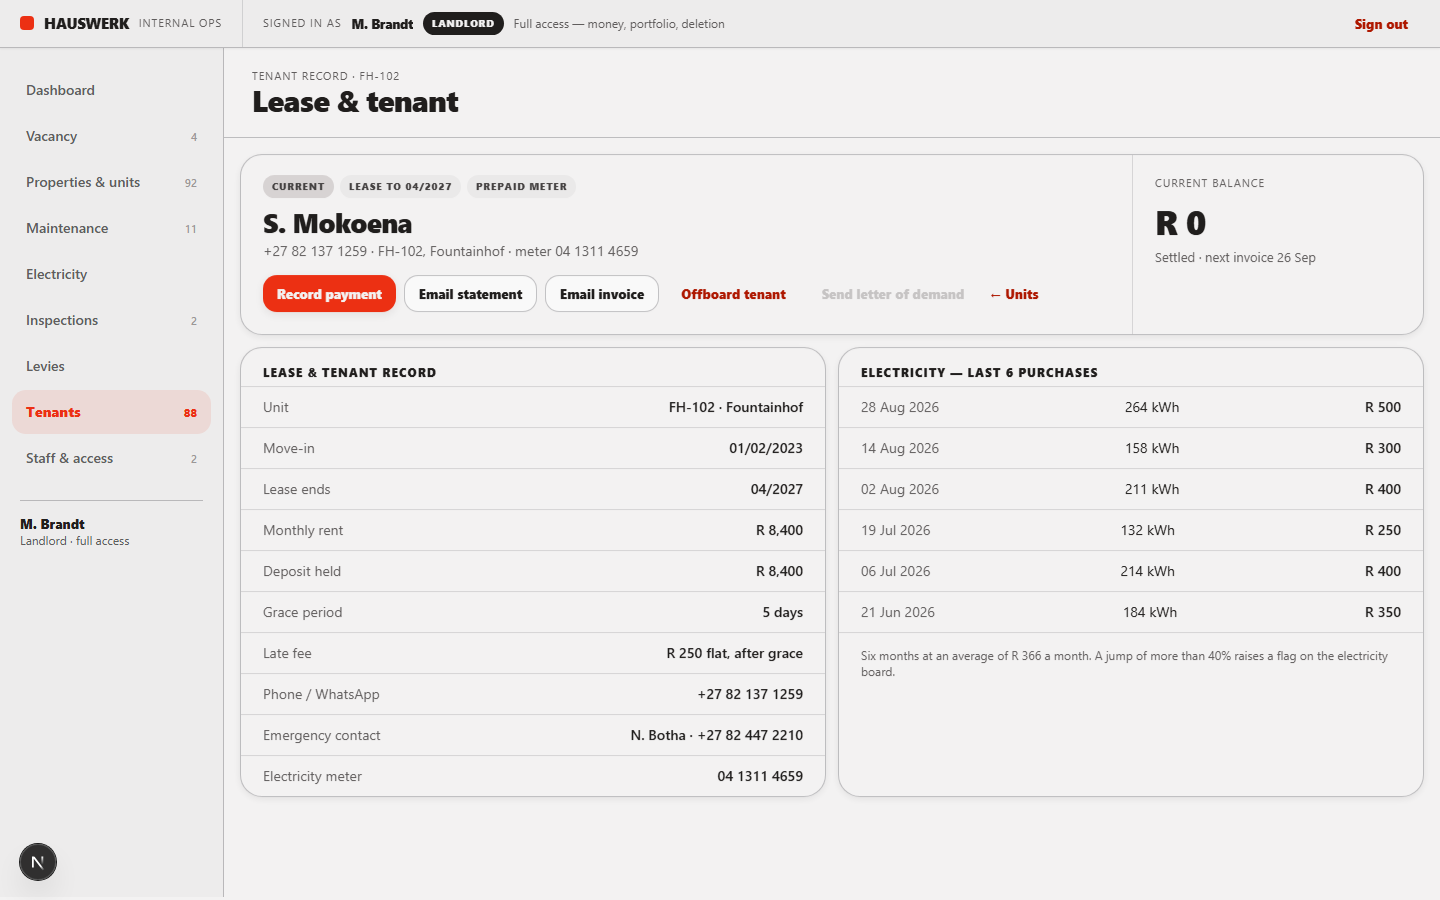 HAUSWERK INTERNAL OPS SIGNED IN AS M. Brandt LANDLORD Full access — money, portfolio, deletion Sign out
Dashboard
Vacancy 4
Properties & units 92
Maintenance 11
Electricity
Inspections 2
Levies
Tenants 88
Staff & access 2
M. Brandt
Landlord · full access
N
TENANT RECORD · FH-102
Lease & tenant
CURRENT LEASE TO 04/2027 PREPAID METER
S. Mokoena
+27 82 137 1259 · FH-102, Fountainhof · meter 04 1311 4659
Record payment Email statement Email invoice Offboard tenant Send letter of demand ← Units
CURRENT BALANCE
R 0
Settled · next invoice 26 Sep
LEASE & TENANT RECORD
Unit FH-102 · Fountainhof
Move-in 01/02/2023
Lease ends 04/2027
Monthly rent R 8,400
Deposit held R 8,400
Grace period 5 days
Late fee R 250 flat, after grace
Phone / WhatsApp +27 82 137 1259
Emergency contact N. Botha · +27 82 447 2210
Electricity meter 04 1311 4659
ELECTRICITY — LAST 6 PURCHASES
28 Aug 2026 264 kWh R 500
14 Aug 2026 158 kWh R 300
02 Aug 2026 211 kWh R 400
19 Jul 2026 132 kWh R 250
06 Jul 2026 214 kWh R 400
21 Jun 2026 184 kWh R 350
Six months at an average of R 366 a month. A jump of more than 40% raises a flag on the electricity
board.